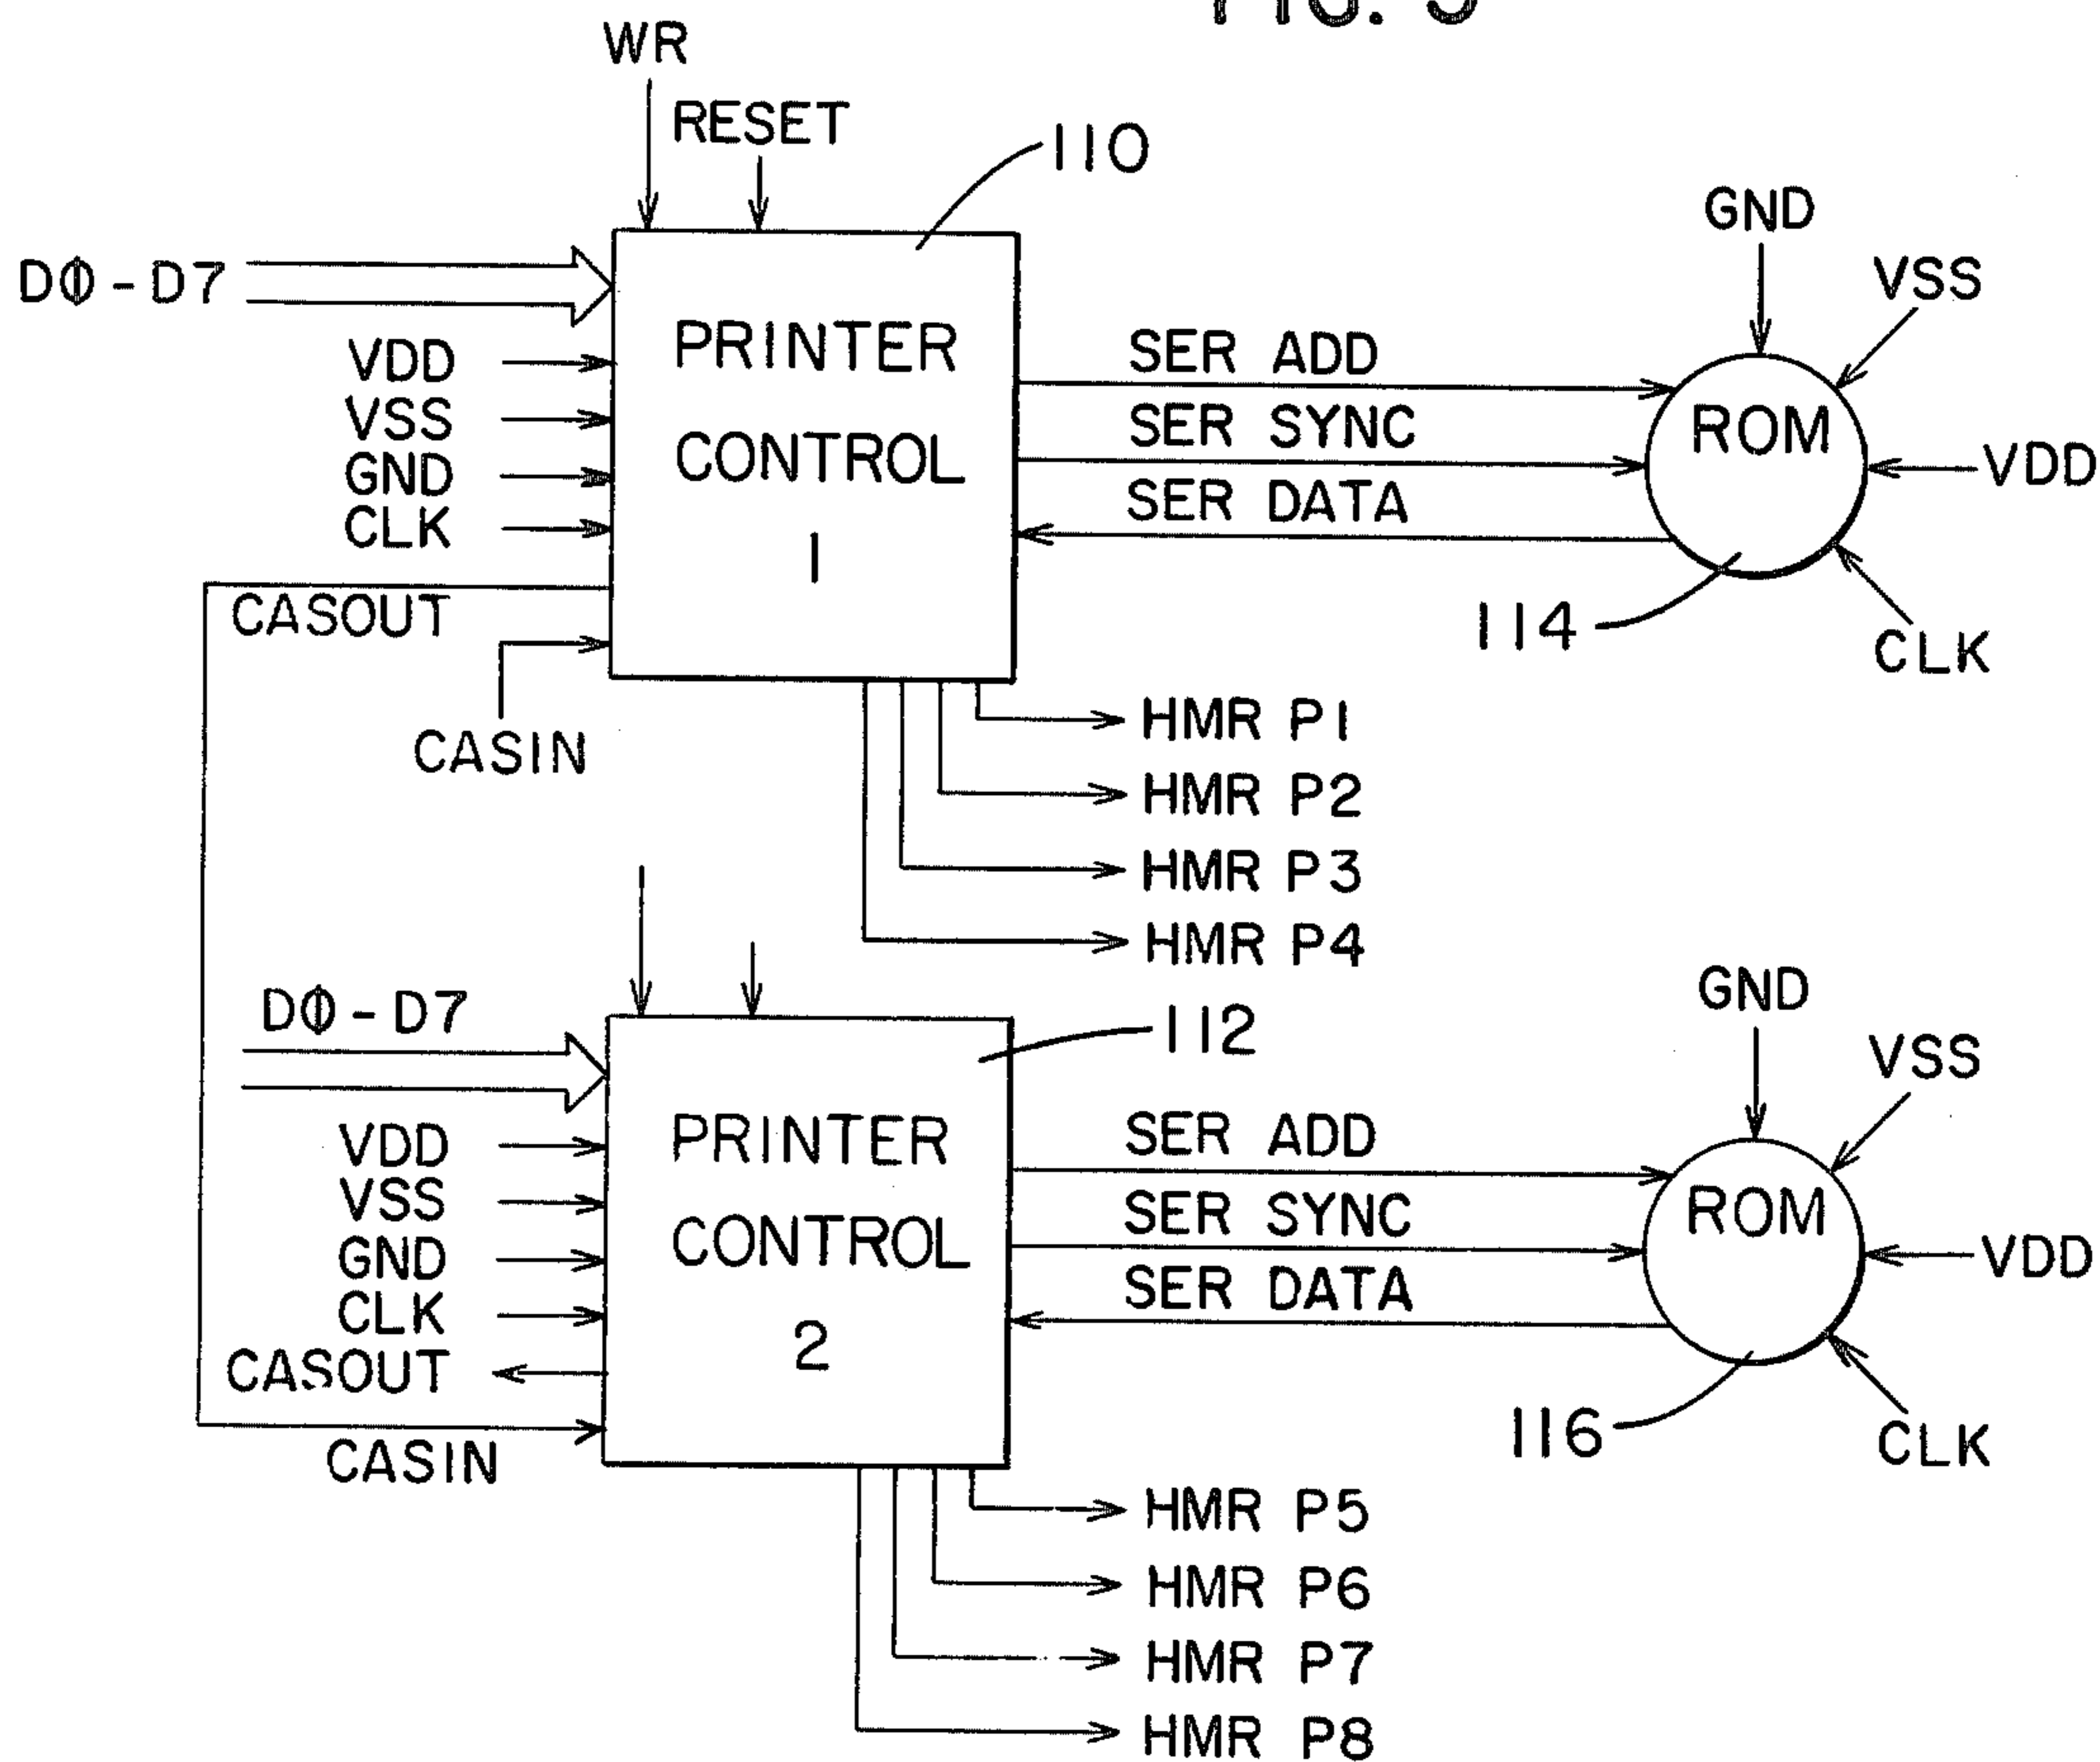 WR
RESET
110
DΦ-D7
VDD
VSS
GND
CLK
CASOUT
CASIN
PRINTER
CONTROL
1
SER ADD
SER SYNC
SER DATA
GND
VSS
ROM
VDD
CLK
114
HMR P1
HMR P2
HMR P3
HMR P4
DΦ-D7
112
VDD
VSS
GND
CLK
CASOUT
CASIN
PRINTER
CONTROL
2
SER ADD
SER SYNC
SER DATA
GND
VSS
ROM
VDD
CLK
116
HMR P5
HMR P6
HMR P7
HMR P8